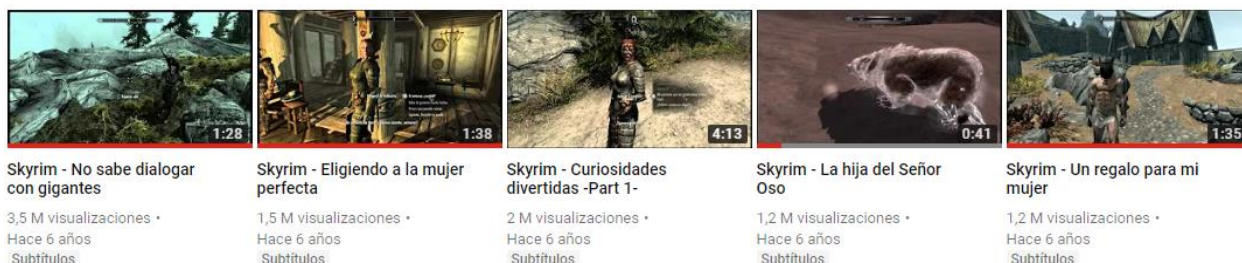 1:28
1:38
4:13
0:41
1:35
Skyrim - No sabe dialogar
con gigantes
3,5 M visualizaciones •
Hace 6 años
Subtítulos
Skyrim - Eligiendo a la mujer
perfecta
1,5 M visualizaciones •
Hace 6 años
Subtítulos
Skyrim - Curiosidades
divertidas -Part 1-
2 M visualizaciones •
Hace 6 años
Subtítulos
Skyrim - La hija del Señor
Oso
1,2 M visualizaciones •
Hace 6 años
Subtítulos
Skyrim - Un regalo para mi
mujer
1,2 M visualizaciones •
Hace 6 años
Subtítulos